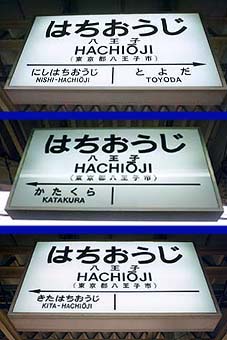 はちおうじ
八王子
HACHIOJI
(東京都八王子市)
にしはちおうじ とよだ
NISHI-HACHIŌJI TOYODA
はちおうじ
八王子
HACHIOJI
(東京都八王子市)
かたくら
KATAKURA
はちおうじ
八王子
HACHIOJI
(東京都八王子市)
きたはちおうじ
KITA-HACHIŌJI